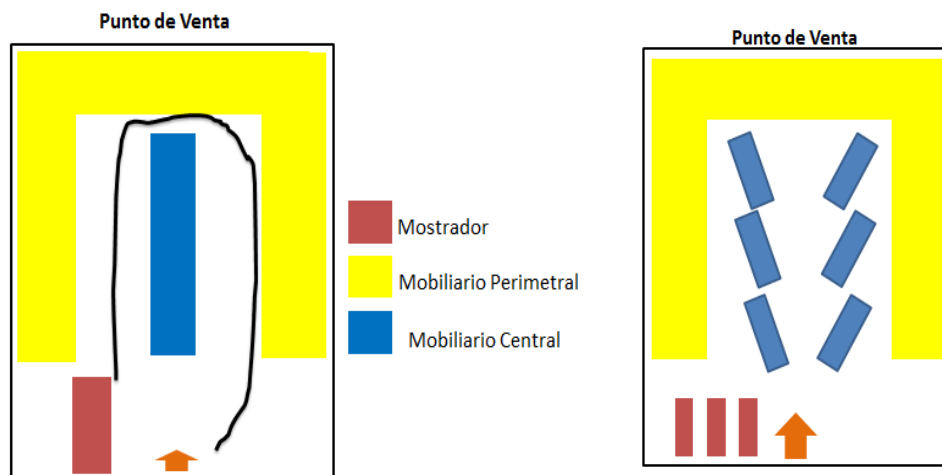 Punto de Venta
Punto de Venta
Mostrador
Mobiliario Perimetral
Mobiliario Central